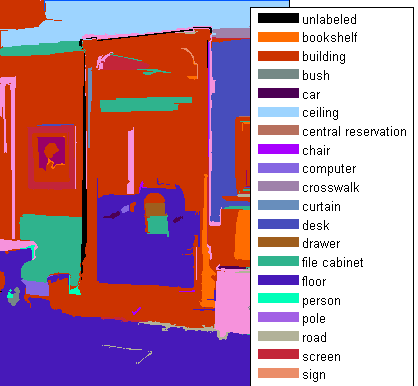 unlabeled
bookshelf
building
bush
car
ceiling
central reservation
chair
computer
crosswalk
curtain
desk
drawer
file cabinet
floor
person
pole
road
screen
sign